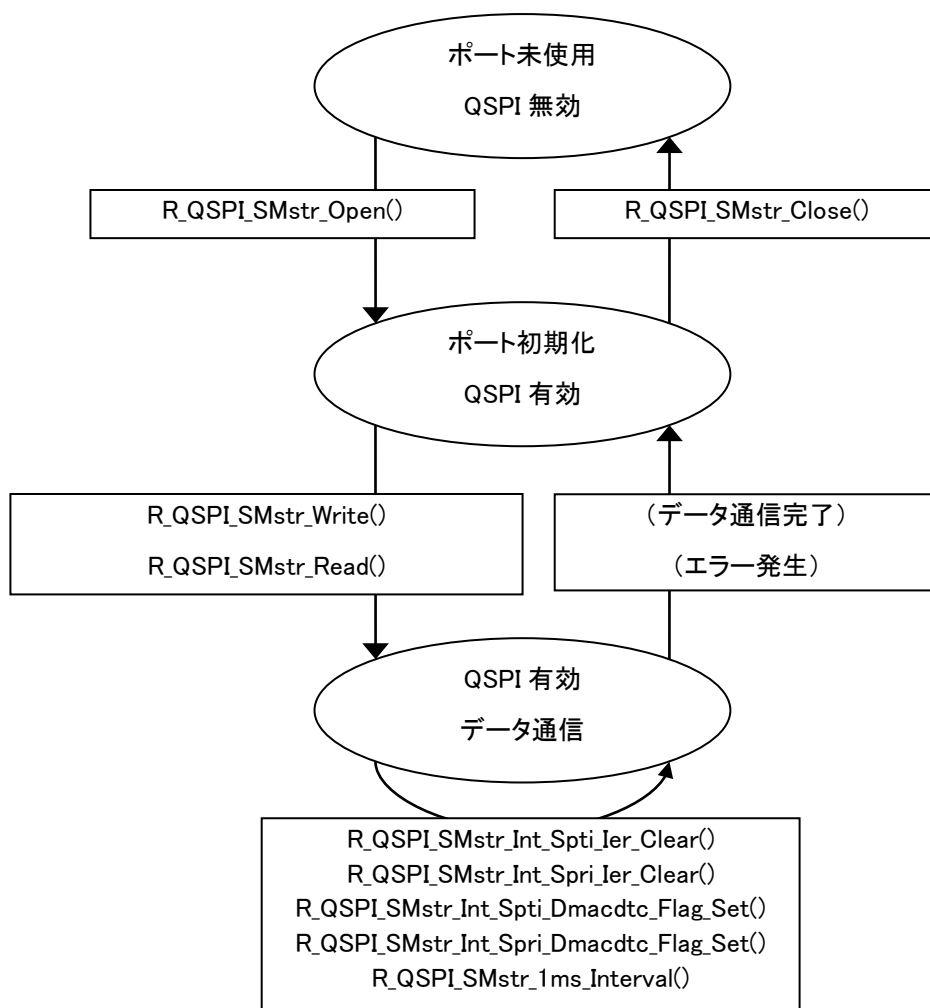 ポート未使用
QSPI 無効
R_QSPI_SMstr_Open()
R_QSPI_SMstr_Close()
ポート初期化
QSPI 有効
R_QSPI_SMstr_Write()
R_QSPI_SMstr_Read()
(データ通信完了)
(エラー発生)
QSPI 有効
データ通信
R_QSPI_SMstr_Int_Spti_Ier_Clear()
R_QSPI_SMstr_Int_Spri_Ier_Clear()
R_QSPI_SMstr_Int_Spti_Dmacdtc_Flag_Set()
R_QSPI_SMstr_Int_Spri_Dmacdtc_Flag_Set()
R_QSPI_SMstr_1ms_Interval()